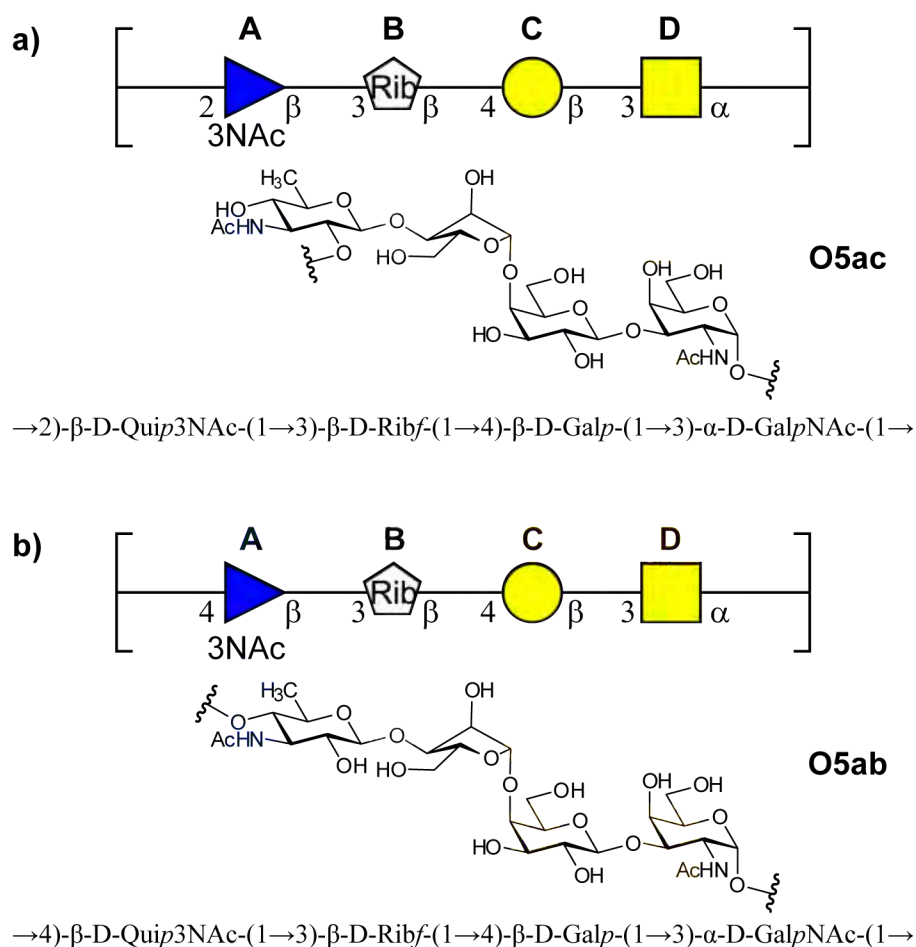 a)
A B C D
2 β 3 Rib β 4 β 3 α
3NAc
H₃C OH
HO O O
AcHN O O
HO O OH OH OH
O5ac
HO O O O
OH AcHN O
→2)-β-D-Quip3NAc-(1→3)-β-D-Ribf-(1→4)-β-D-Galp-(1→3)-α-D-GalpNAc-(1→
b)
A B C D
4 β 3 Rib β 4 β 3 α
3NAc
H₃C OH
O O O
AcHN OH HO O
O OH OH OH
O5ab
HO O O O
OH AcHN O
→4)-β-D-Quip3NAc-(1→3)-β-D-Ribf-(1→4)-β-D-Galp-(1→3)-α-D-GalpNAc-(1→